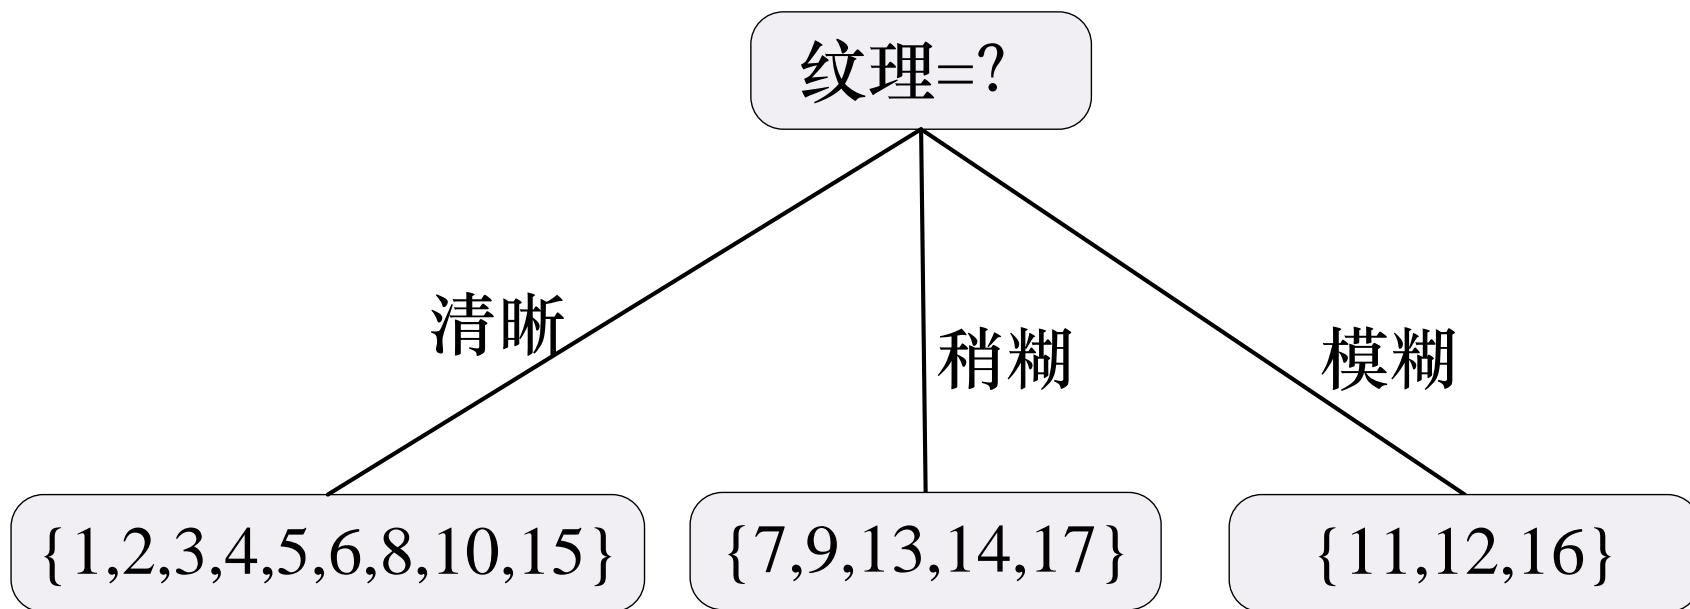 纹理=?
清晰
稍糊
模糊
{1,2,3,4,5,6,8,10,15}
{7,9,13,14,17}
{11,12,16}